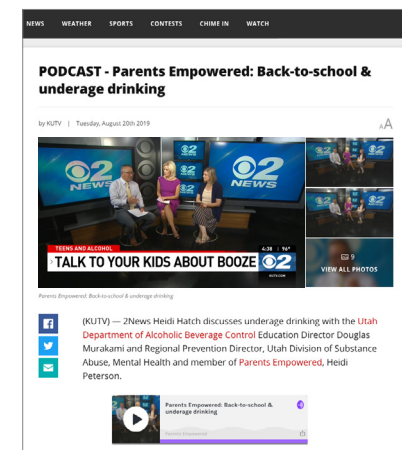 NEWS WEATHER SPORTS CONTESTS CHIME IN WATCH
PODCAST - Parents Empowered: Back-to-school &
underage drinking
by KUTV | Tuesday, August 20th 2019
AA
2 NEWS
2
2 NEWS
TEENS AND ALCOHOL
4:38 | 96°
TALK TO YOUR KIDS ABOUT BOOZE
2
KUTV.COM
9
VIEW ALL PHOTOS
Parents Empowered: Back-to-school & underage drinking
(KUTV) — 2News Heidi Hatch discusses underage drinking with the Utah
Department of Alcoholic Beverage Control Education Director Douglas
Murakami and Regional Prevention Director, Utah Division of Substance
Abuse, Mental Health and member of Parents Empowered, Heidi
Peterson.
Parents Empowered: Back-to-school &
underage drinking
Parents Empowered